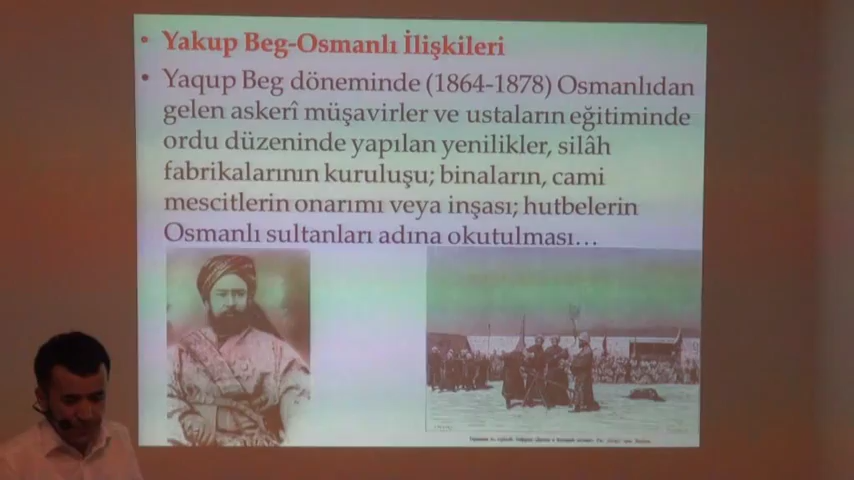 Yakup Beg-Osmanlı İlişkileri
Yaqup Beg döneminde (1864-1878) Osmanlıdan
gelen askerî müşavirler ve ustaların eğitiminde
ordu düzeninde yapılan yenilikler, silâh
fabrikalarının kuruluşu; binaların, cami
mescitlerin onarımı veya inşası; hutbelerin
Osmanlı sultanları adına okutulması…